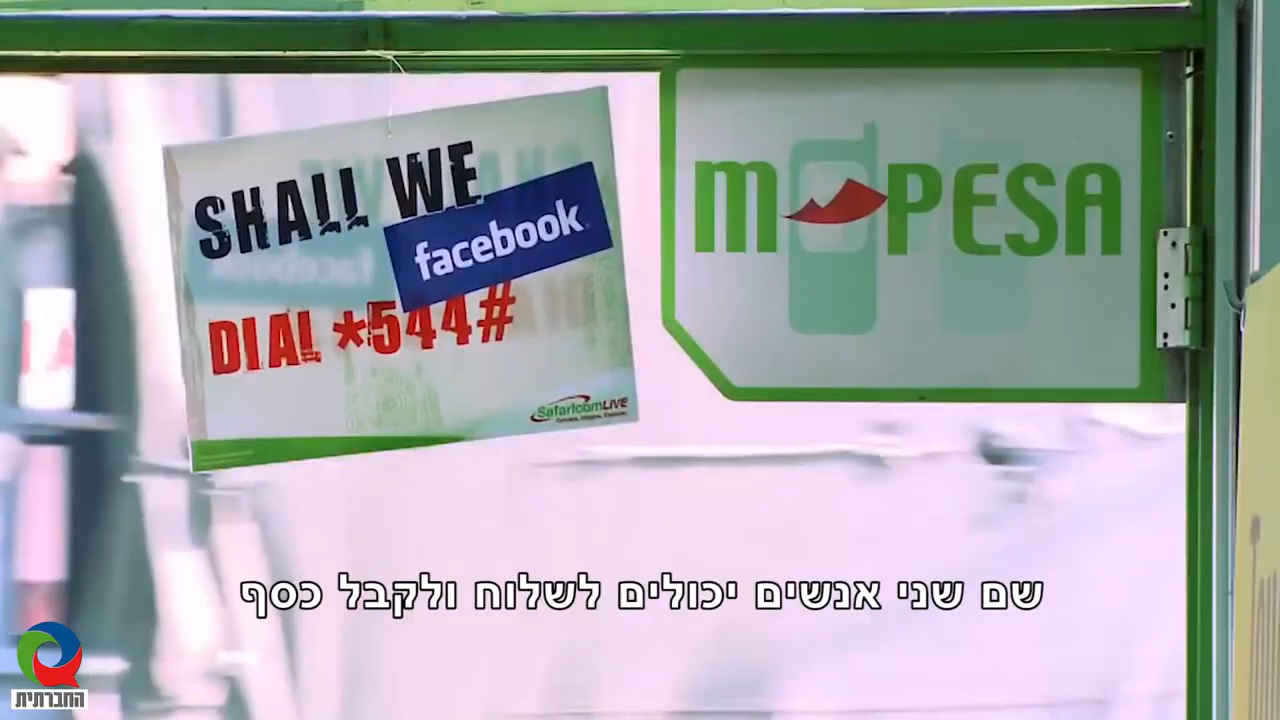 SHALL WE
facebook
DIAL *544#
SafaricomLIVE
M PESA
שם שני אנשים יכולים לשלוח ולקבל כסף
החברתית